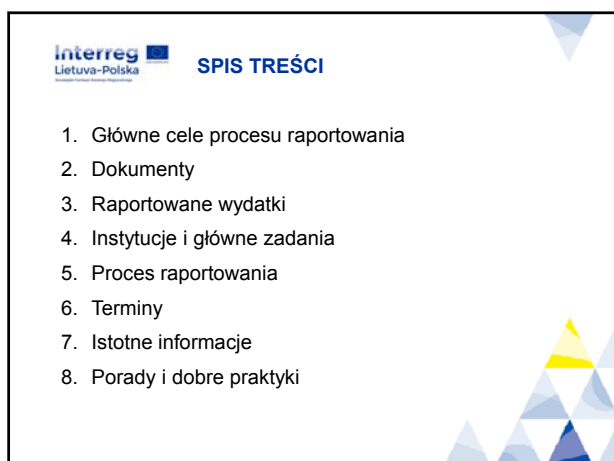 Interreg
Lietuva-Polska
SPIS TREŚCI
1. Główne cele procesu raportowania
2. Dokumenty
3. Raportowane wydatki
4. Instytucje i główne zadania
5. Proces raportowania
6. Terminy
7. Istotne informacje
8. Porady i dobre praktyki